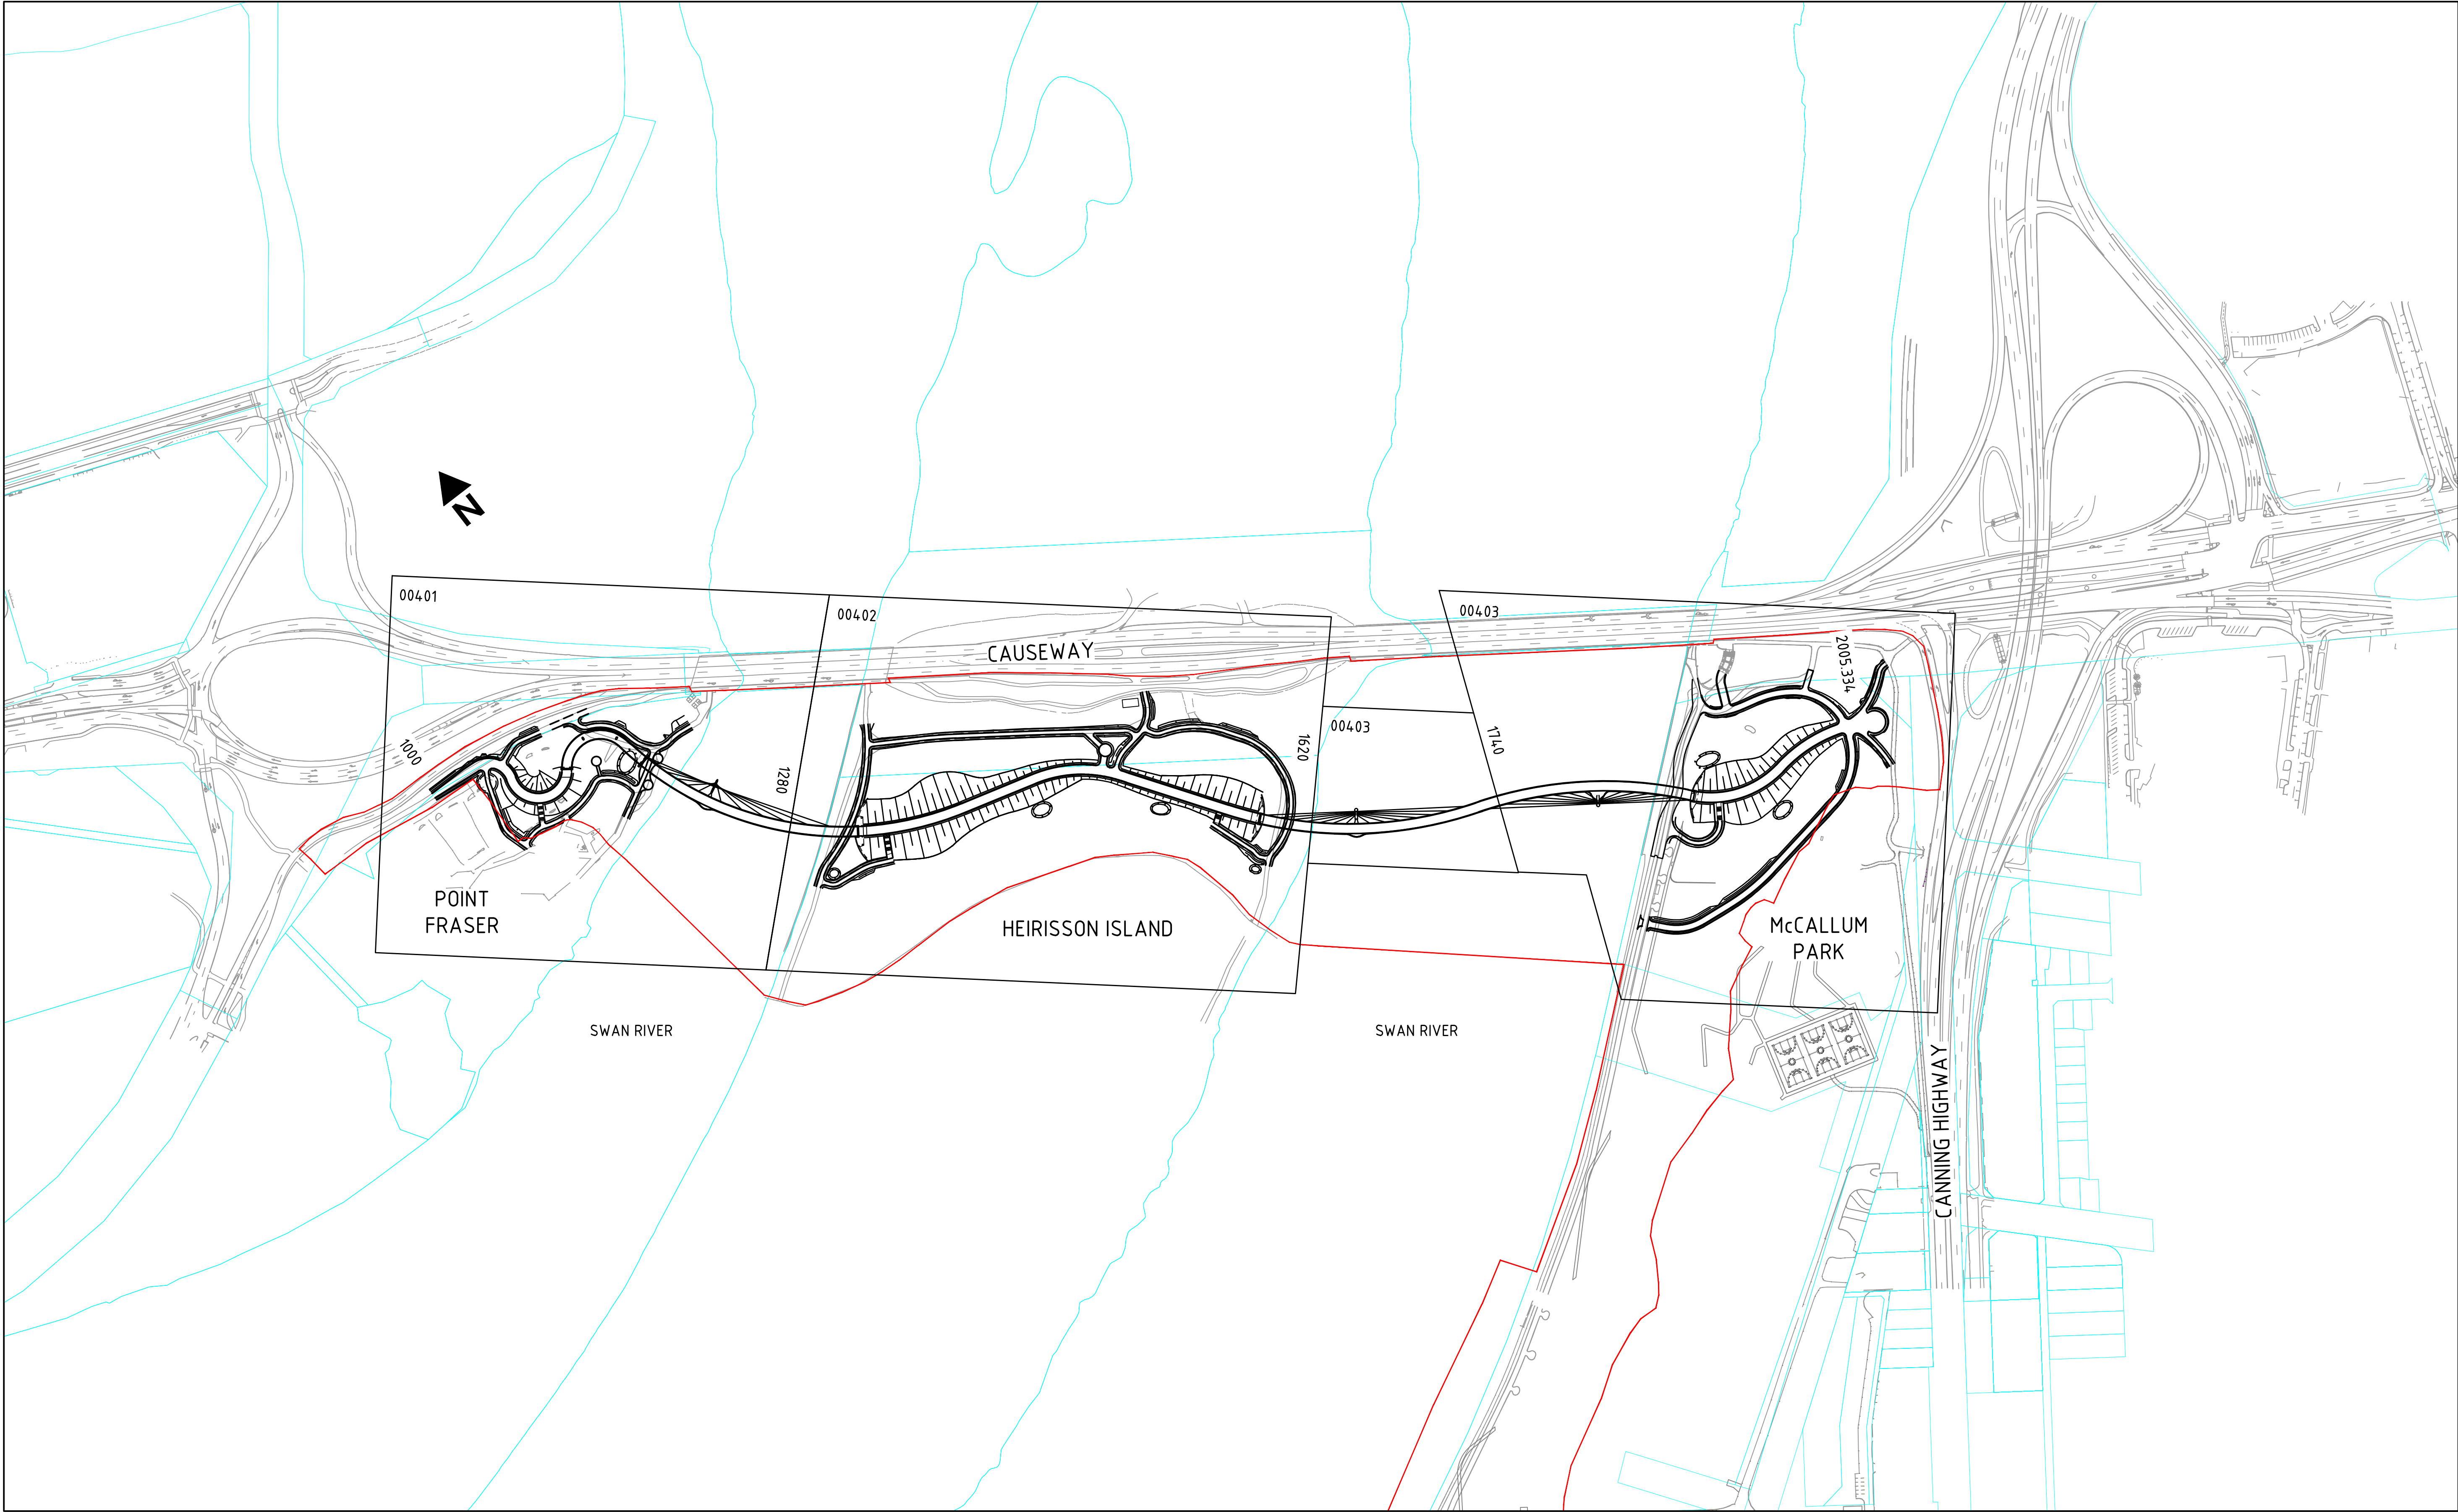 N
00401
00402
00403
CAUSEWAY
2005.334
1000
1280
1620
00403
1740
POINT
FRASER
HEIRISSON ISLAND
McCALLUM
PARK
SWAN RIVER
SWAN RIVER
CANNING HIGHWAY